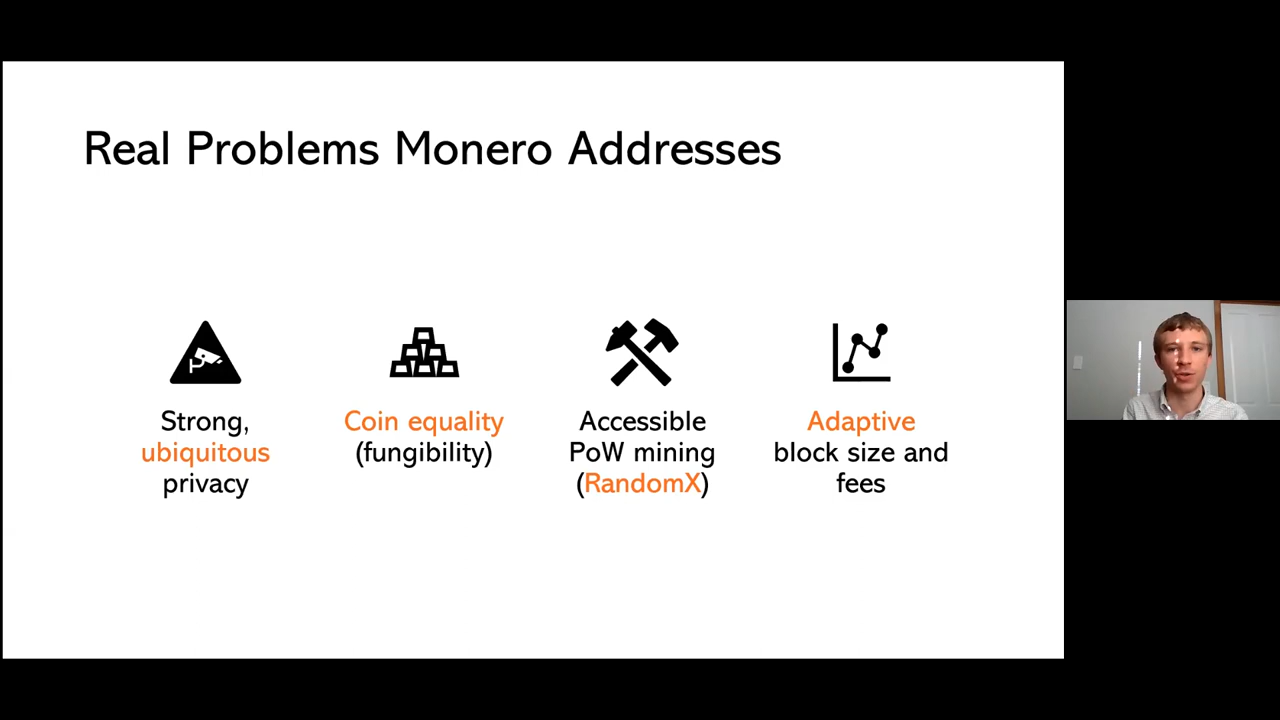 Real Problems Monero Addresses
Strong,
ubiquitous
privacy
Coin equality
(fungibility)
Accessible
PoW mining
(RandomX)
Adaptive
block size and
fees